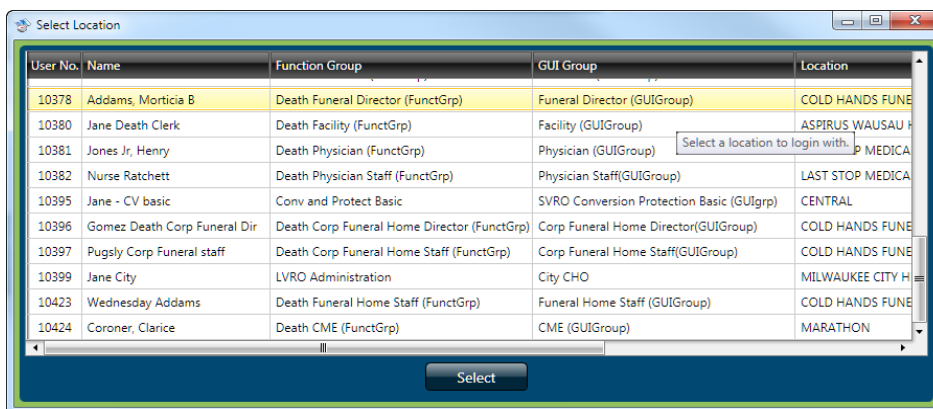 Select Location
User No. Name Function Group GUI Group Location
10378 Addams, Morticia B Death Funeral Director (FunctGrp) Funeral Director (GUIGroup) COLD HANDS FUNE
10380 Jane Death Clerk Death Facility (FunctGrp) Facility (GUIGroup) ASPIRUS WAUSAU H
Select a location to login with.
10381 Jones Jr, Henry Death Physician (FunctGrp) Physician (GUIGroup) P MEDICA
10382 Nurse Ratchett Death Physician Staff (FunctGrp) Physician Staff(GUIGroup) LAST STOP MEDICA
10395 Jane - CV basic Conv and Protect Basic SVRO Conversion Protection Basic (GUIgrp) CENTRAL
10396 Gomez Death Corp Funeral Dir Death Corp Funeral Home Director (FunctGrp) Corp Funeral Home Director(GUIGroup) COLD HANDS FUNE
10397 Pugsly Corp Funeral staff Death Corp Funeral Home Staff (FunctGrp) Corp Funeral Home Staff(GUIGroup) COLD HANDS FUNE
10399 Jane City LVRO Administration City CHO MILWAUKEE CITY H
10423 Wednesday Addams Death Funeral Home Staff (FunctGrp) Funeral Home Staff (GUIGroup) COLD HANDS FUNE
10424 Coroner, Clarice Death CME (FunctGrp) CME (GUIGroup) MARATHON
Select